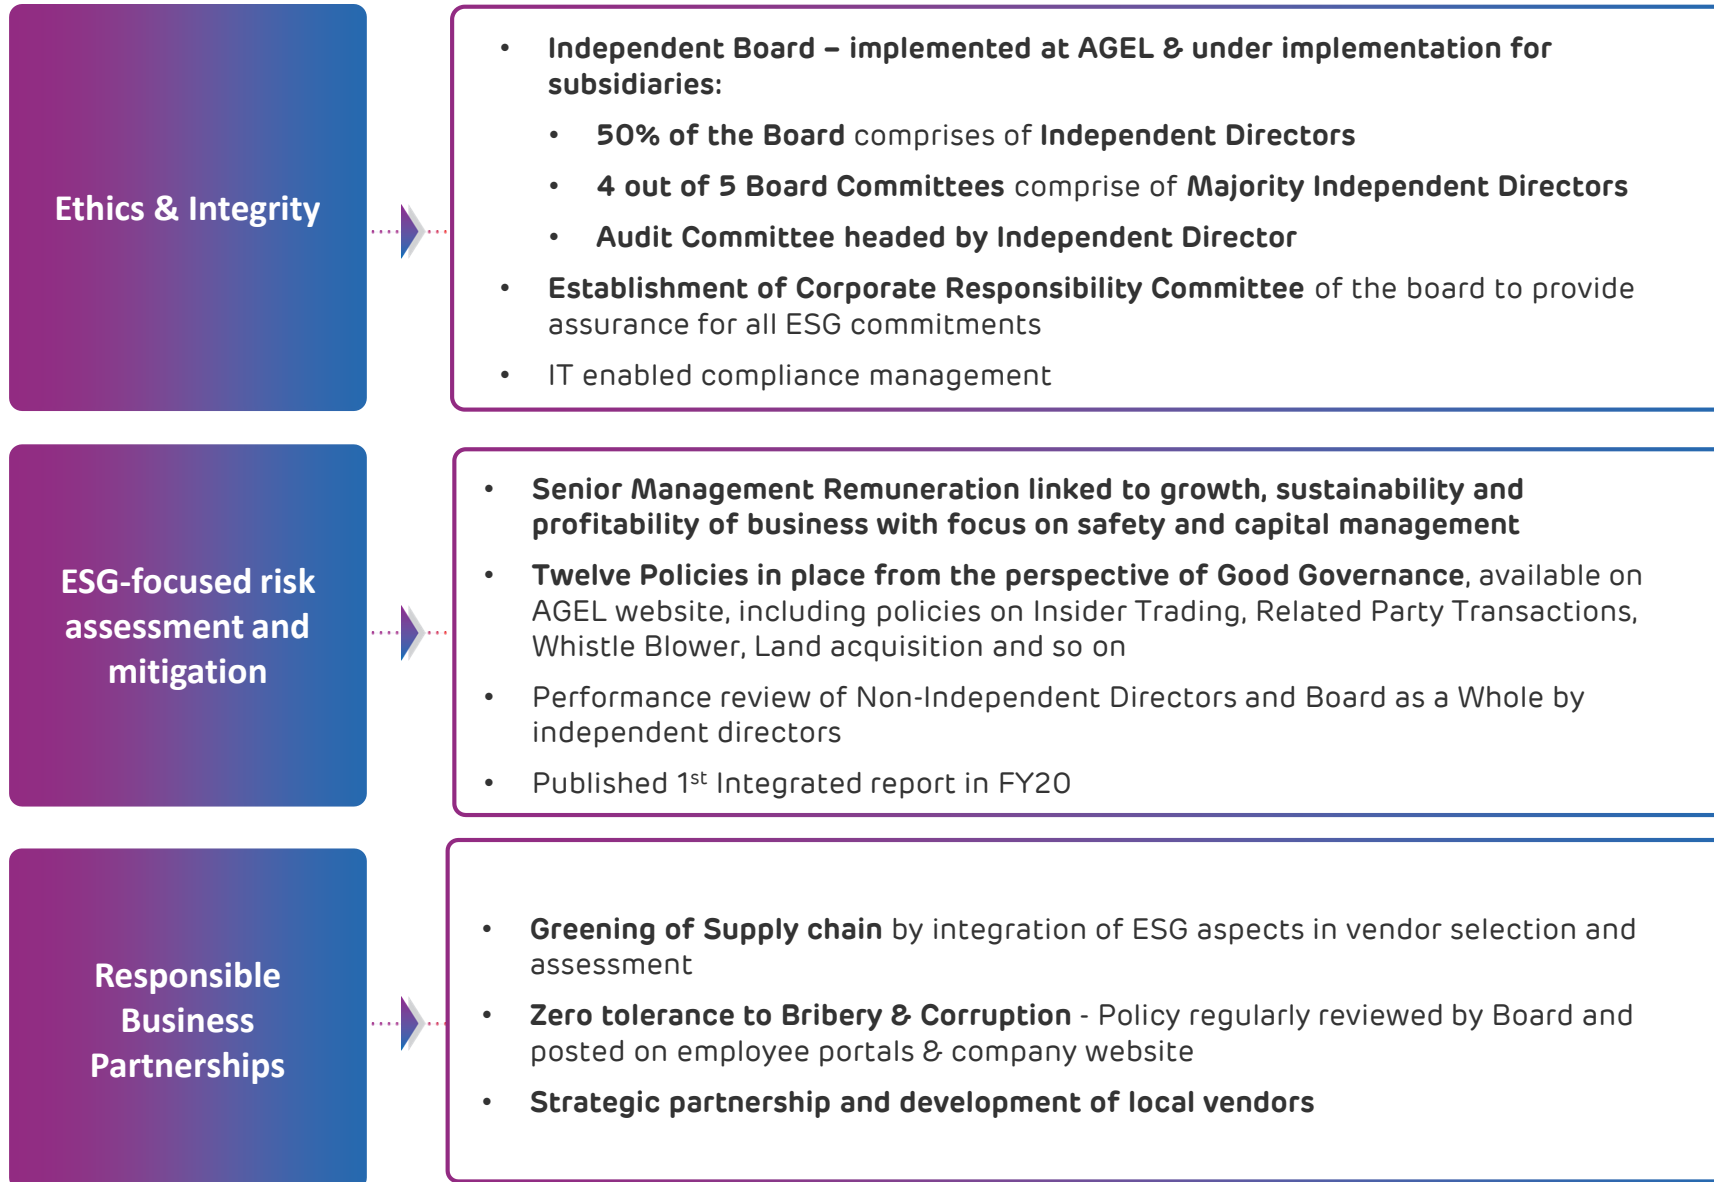 Ethics & Integrity
• Independent Board – implemented at AGEL & under implementation for
subsidiaries:
• 50% of the Board comprises of Independent Directors
• 4 out of 5 Board Committees comprise of Majority Independent Directors
• Audit Committee headed by Independent Director
• Establishment of Corporate Responsibility Committee of the board to provide
assurance for all ESG commitments
• IT enabled compliance management
ESG-focused risk
assessment and
mitigation
• Senior Management Remuneration linked to growth, sustainability and
profitability of business with focus on safety and capital management
• Twelve Policies in place from the perspective of Good Governance, available on
AGEL website, including policies on Insider Trading, Related Party Transactions,
Whistle Blower, Land acquisition and so on
• Performance review of Non-Independent Directors and Board as a Whole by
independent directors
• Published 1st Integrated report in FY20
Responsible
Business
Partnerships
• Greening of Supply chain by integration of ESG aspects in vendor selection and
assessment
• Zero tolerance to Bribery & Corruption - Policy regularly reviewed by Board and
posted on employee portals & company website
• Strategic partnership and development of local vendors